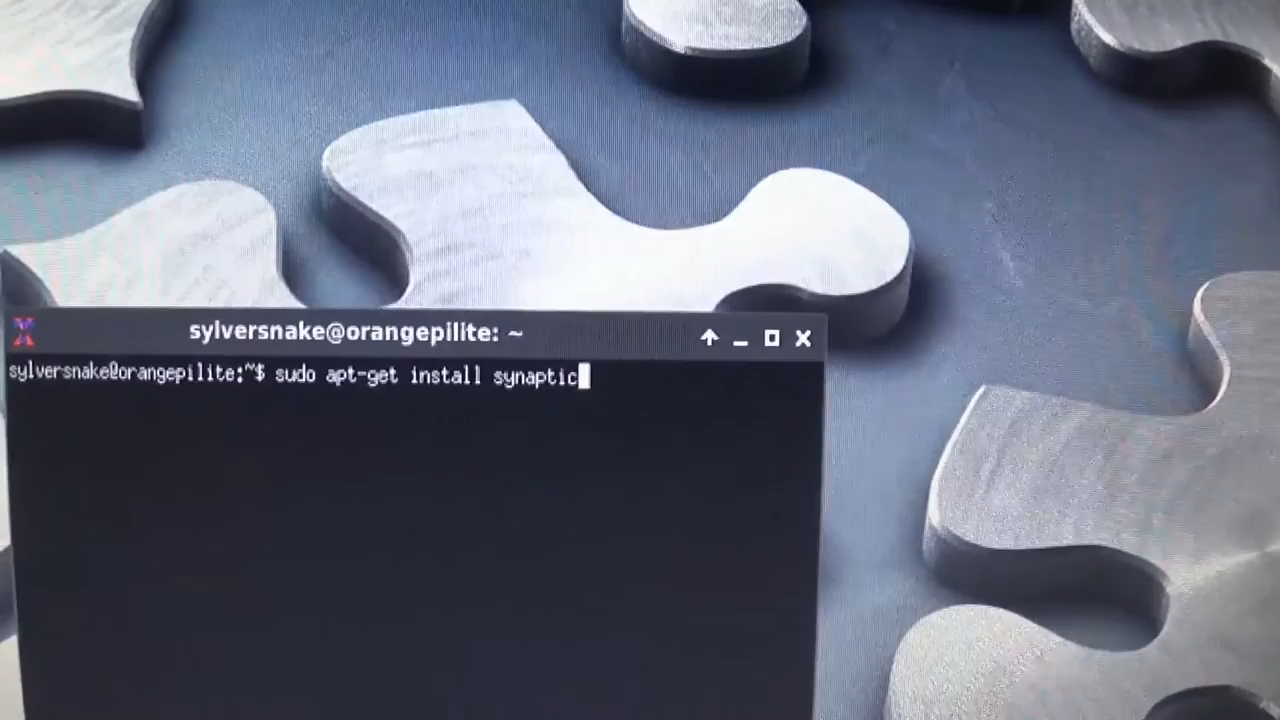 sylversnake@orangepilite: ~
sylversnake@orangepilite:~$ sudo apt-get install synaptic